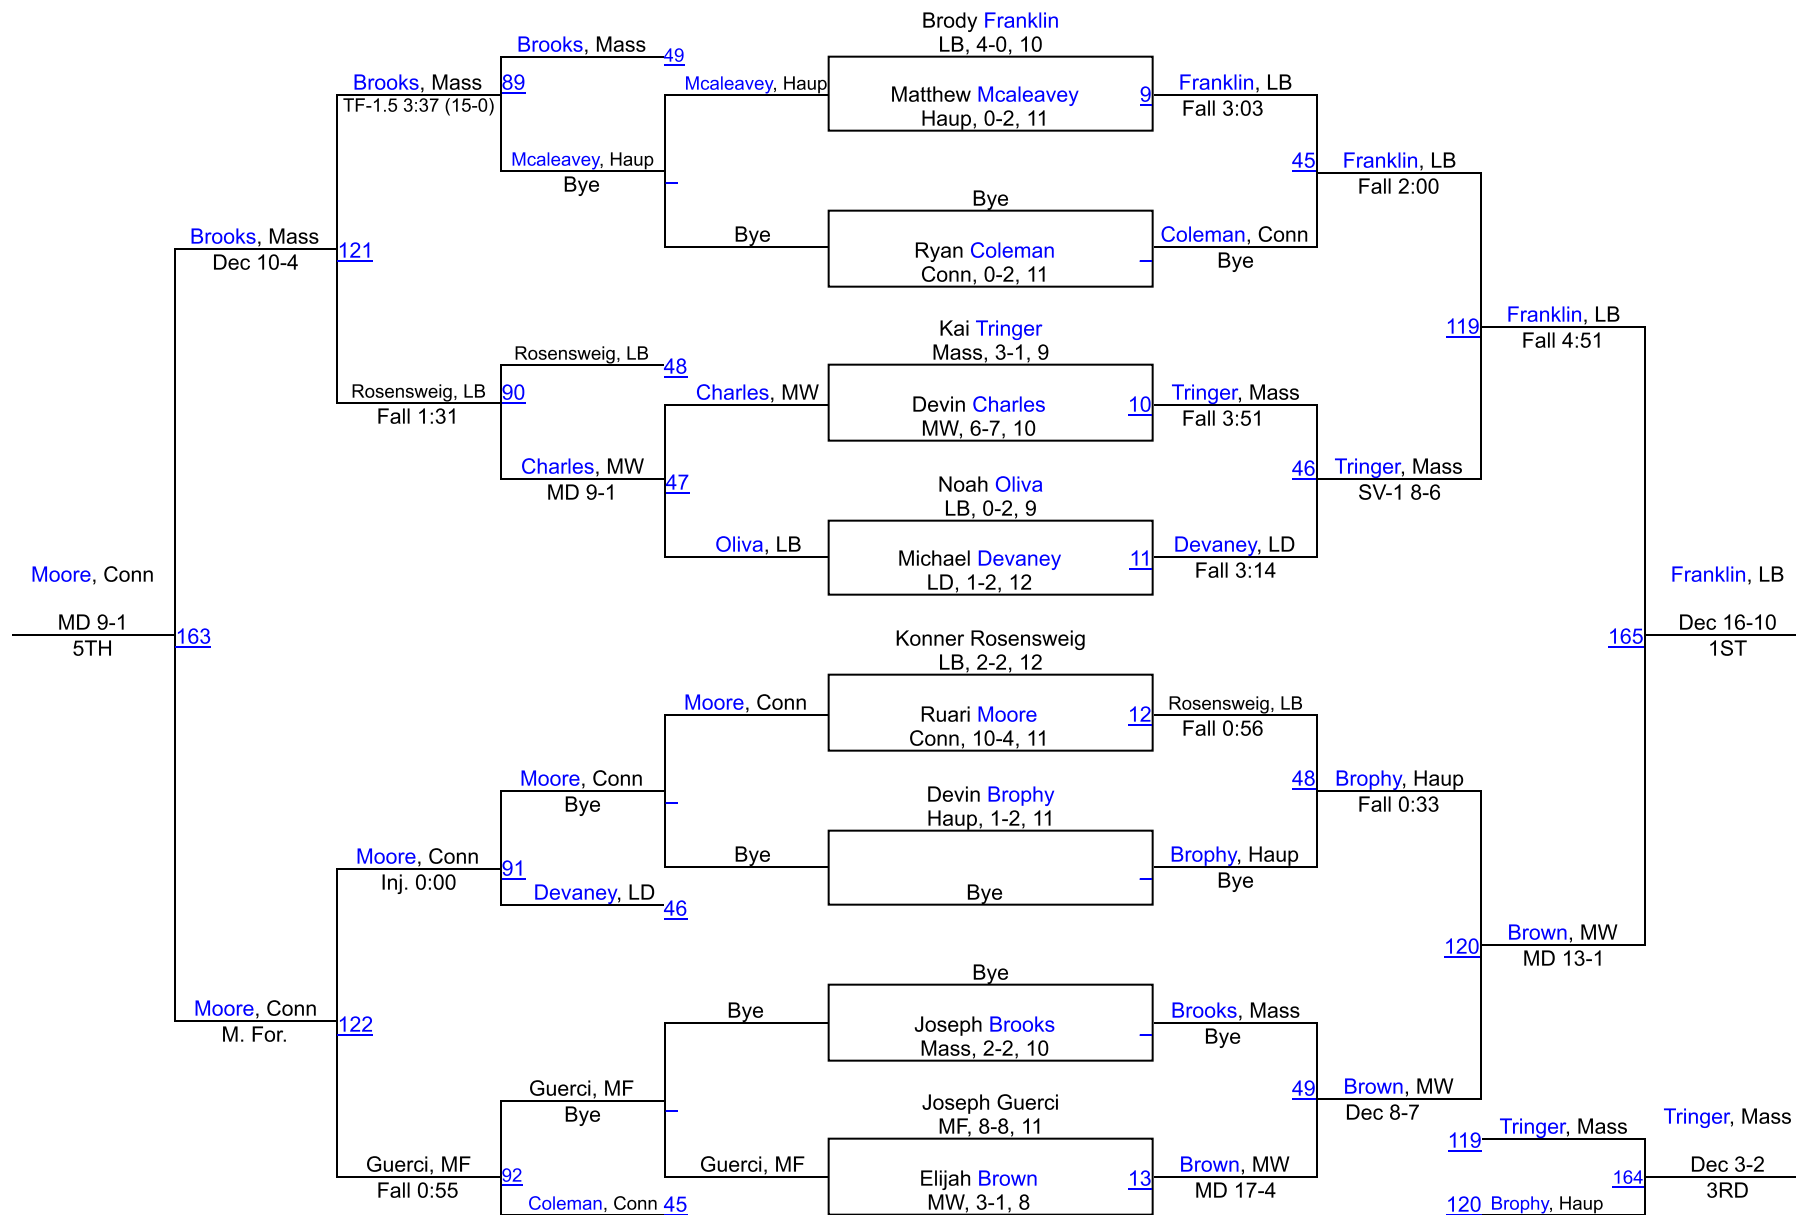 Brody Franklin
LB, 4-0, 10
Brooks, Mass
49
Brooks, Mass
89
TF-1.5 3:37 (15-0)
Mcaleavey, Haup
Matthew Mcaleavey
9
Haup, 0-2, 11
Franklin, LB
Fall 3:03
Mcaleavey, Haup
Bye
45
Franklin, LB
Fall 2:00
Bye
Bye
Ryan Coleman
Conn, 0-2, 11
Coleman, Conn
Bye
Brooks, Mass
Dec 10-4
121
Kai Tringer
Mass, 3-1, 9
119
Franklin, LB
Fall 4:51
Rosensweig, LB
48
Rosensweig, LB
90
Fall 1:31
Charles, MW
Devin Charles
10
MW, 6-7, 10
Tringer, Mass
Fall 3:51
Charles, MW
MD 9-1
47
Noah Oliva
LB, 0-2, 9
46
Tringer, Mass
SV-1 8-6
Oliva, LB
Michael Devaney
11
LD, 1-2, 12
Devaney, LD
Fall 3:14
Moore, Conn
MD 9-1
5TH
163
Franklin, LB
165
Dec 16-10
1ST
Konner Rosensweig
LB, 2-2, 12
Moore, Conn
Ruari Moore
12
Conn, 10-4, 11
Rosensweig, LB
Fall 0:56
Moore, Conn
Bye
Devin Brophy
Haup, 1-2, 11
48
Brophy, Haup
Fall 0:33
Moore, Conn
91
Inj. 0:00
Bye
Bye
Brophy, Haup
Bye
Devaney, LD
46
120
Brown, MW
MD 13-1
Bye
Moore, Conn
M. For.
122
Bye
Joseph Brooks
Mass, 2-2, 10
Brooks, Mass
Bye
Guerci, MF
Bye
Joseph Guerci
MF, 8-8, 11
49
Brown, MW
Dec 8-7
Guerci, MF
92
Fall 0:55
Guerci, MF
Elijah Brown
13
MW, 3-1, 8
Brown, MW
MD 17-4
Coleman, Conn
45
119
Tringer, Mass
Tringer, Mass
164
Dec 3-2
3RD
120
Brophy, Haup